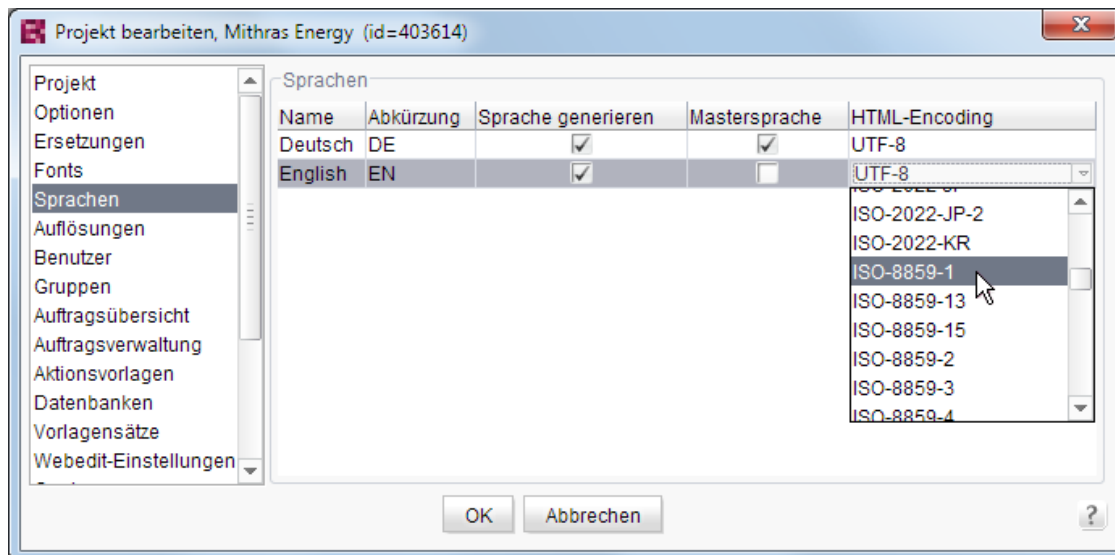 Projekt bearbeiten, Mithras Energy (id=403614)
Projekt
Optionen
Ersetzungen
Fonts
Sprachen
Auflösungen
Benutzer
Gruppen
Auftragsübersicht
Auftragsverwaltung
Aktionsvorlagen
Datenbanken
Vorlagensätze
Webedit-Einstellungen
Sprachen
Name Abkürzung Sprache generieren Mastersprache HTML-Encoding
Deutsch DE UTF-8
English EN UTF-8
ISO-2022-JP-2
ISO-2022-KR
ISO-8859-1
ISO-8859-13
ISO-8859-15
ISO-8859-2
ISO-8859-3
ISO-8859-4
OK Abbrechen ?